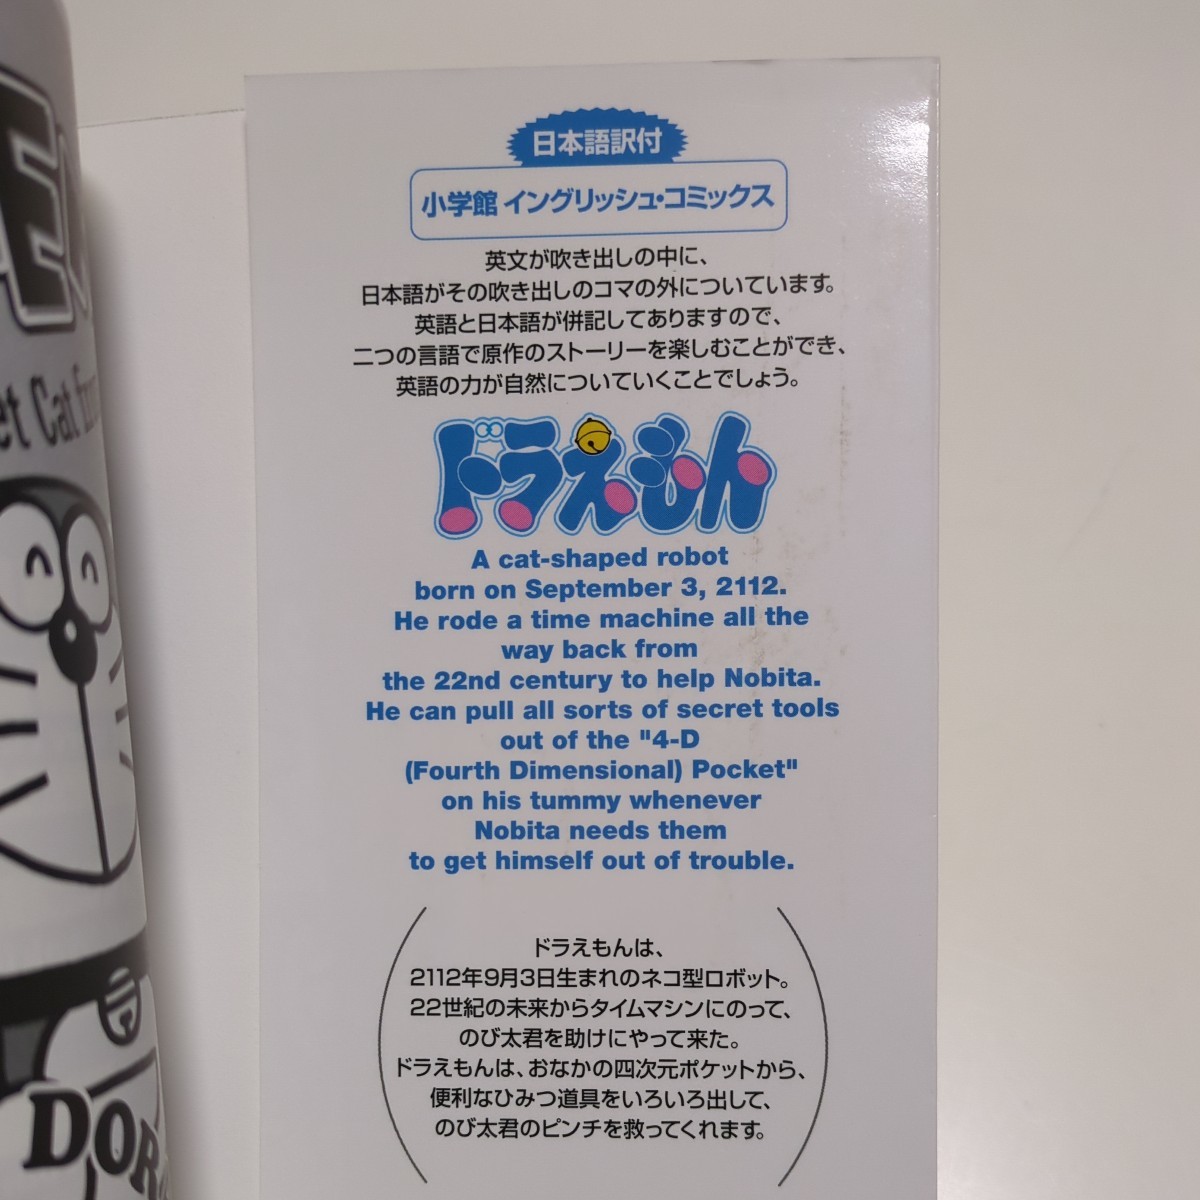 日本語訳付
小学館 イングリッシュ・コミックス
英文が吹き出しの中に、
日本語がその吹き出しのコマの外についています。
英語と日本語が併記してありますので、
二つの言語で原作のストーリーを楽しむことができ、
英語の力が自然についていくことでしょう。
ドラえもん
A cat-shaped robot
born on September 3, 2112.
He rode a time machine all the
way back from
the 22nd century to help Nobita.
He can pull all sorts of secret tools
out of the "4-D
(Fourth Dimensional) Pocket"
on his tummy whenever
Nobita needs them
to get himself out of trouble.
ドラえもんは、
2112年9月3日生まれのネコ型ロボット。
22世紀の未来からタイムマシンにのって、
のび太君を助けにやって来た。
ドラえもんは、おなかの四次元ポケットから、
便利なひみつ道具をいろいろ出して、
のび太君のピンチを救ってくれます。
Cat
DOR